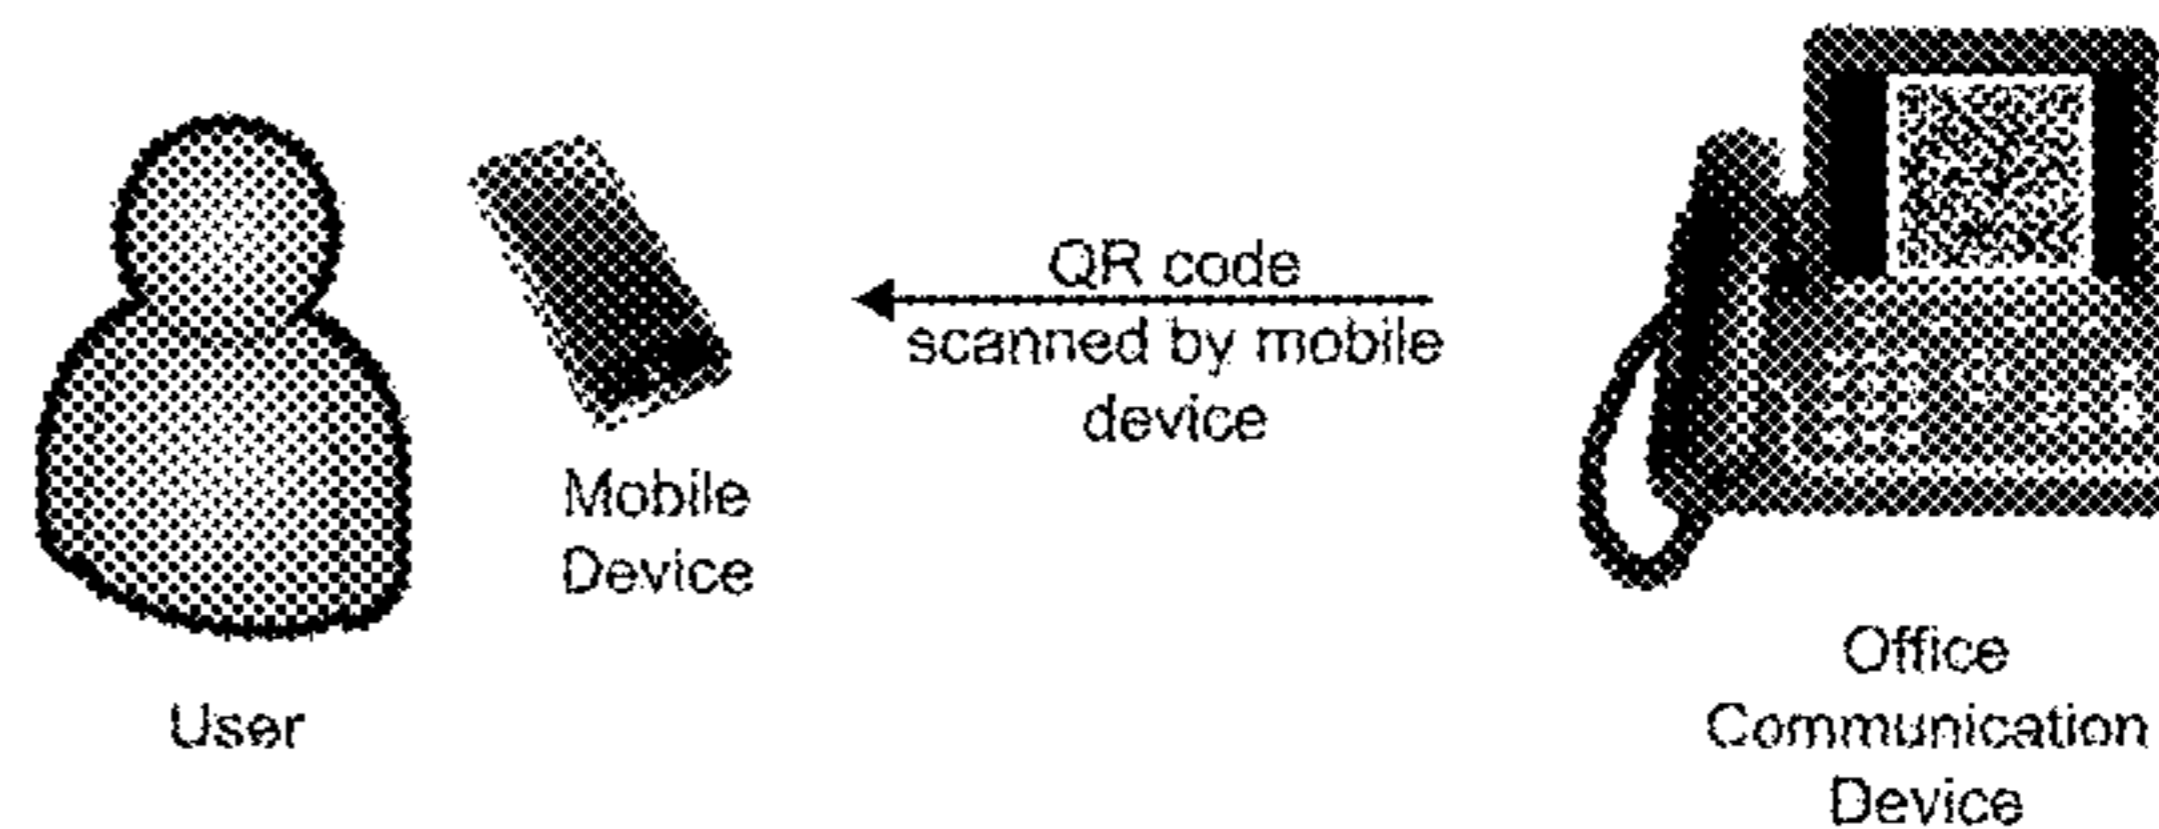 QR code
scanned by mobile
device
Mobile
Device
User
Office
Communication
Device